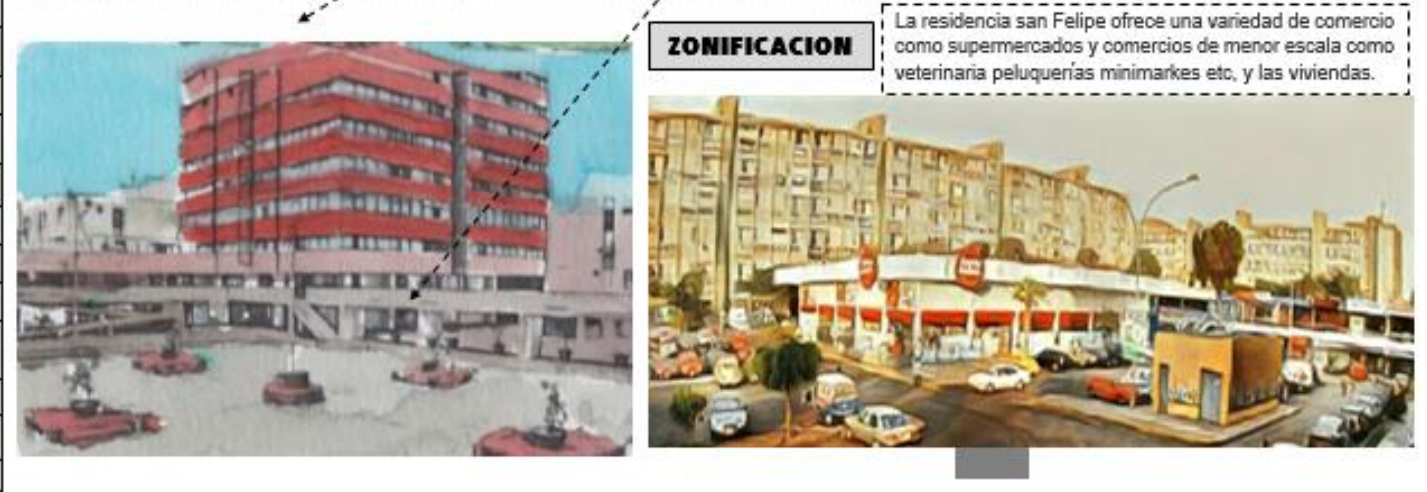 ZONIFICACION
La residencia san Felipe ofrece una variedad de comercio
como supermercados y comercios de menor escala como
veterinaria peluquerías minimarkes etc, y las viviendas.